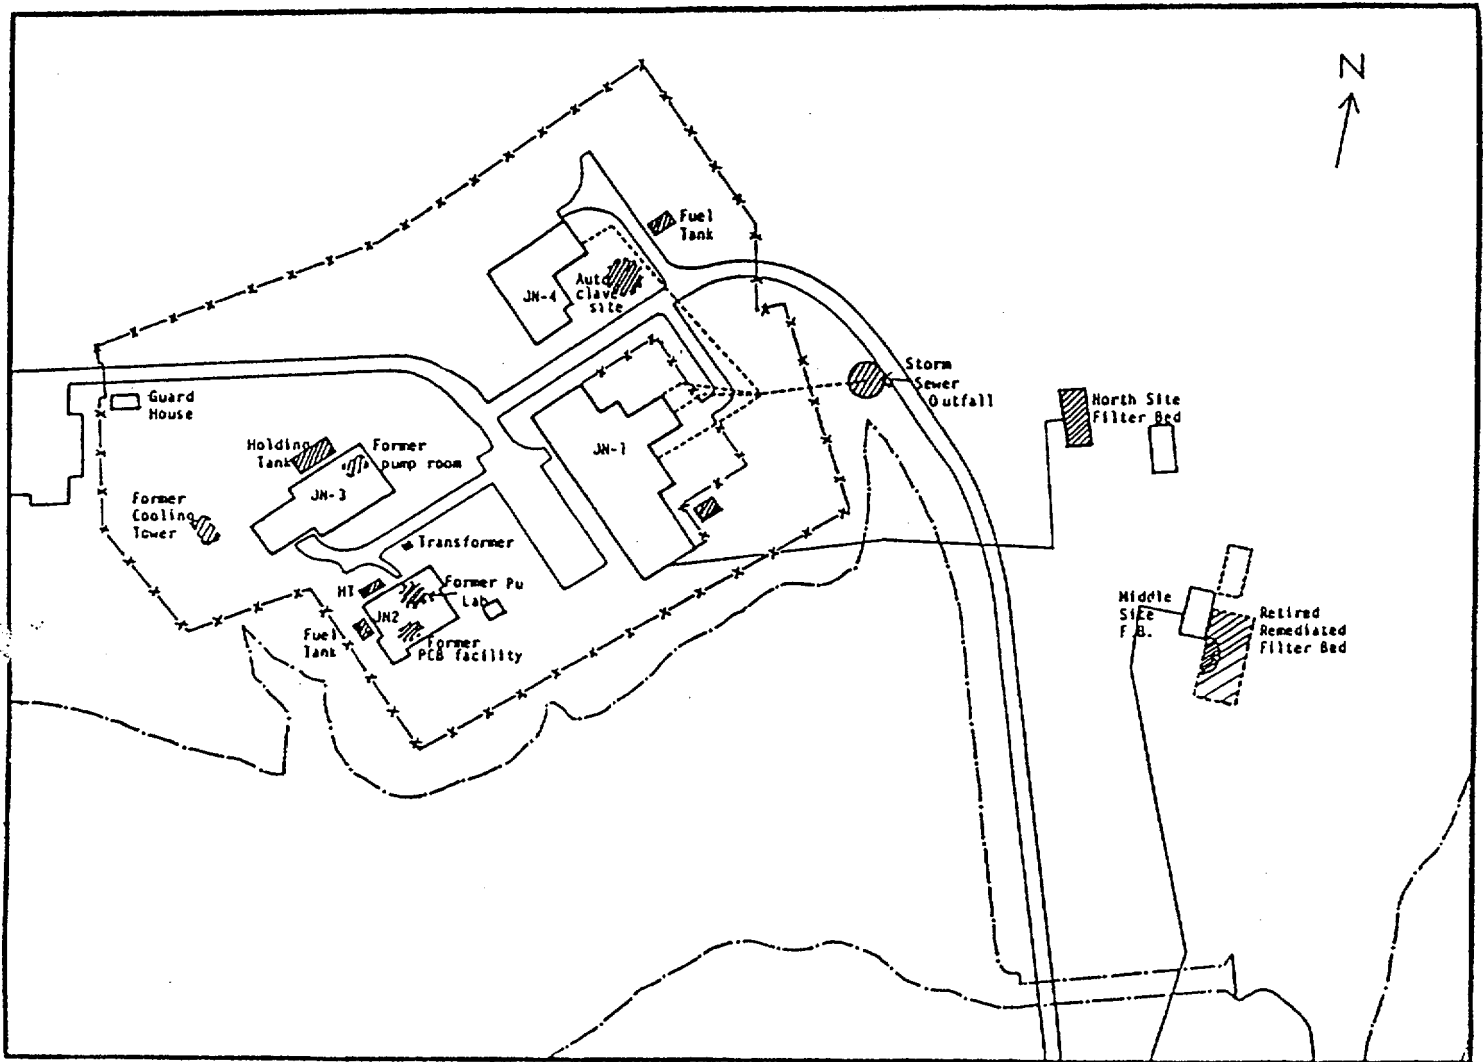 N
Fuel
Tank
JN-4
Auto
clave
site
Storm
Sewer
Outfall
Guard
House
North Site
Filter Bed
Holding
Tank
Former
pump room
JN-1
JN-3
Former
Cooling
Tower
Transformer
HT
Former Pu
Lab
JN2
Fuel
Tank
Former
PCB facility
Middle
Site
F.B.
Retired
Remediated
Filter Bed